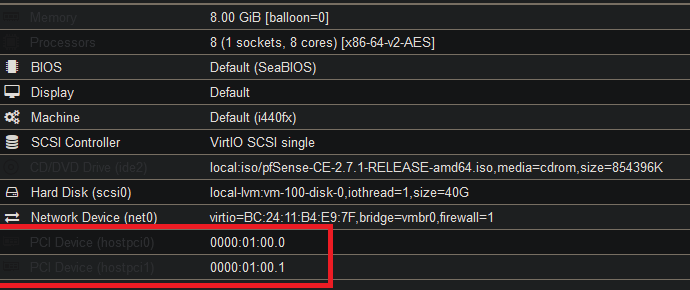 Memory 8.00 GiB [balloon=0]
Processors 8 (1 sockets, 8 cores) [x86-64-v2-AES]
BIOS Default (SeaBIOS)
Display Default
Machine Default (i440fx)
SCSI Controller VirtIO SCSI single
CD/DVD Drive (ide2) local:iso/pfSense-CE-2.7.1-RELEASE-amd64.iso,media=cdrom,size=854396K
Hard Disk (scsi0) local-lvm:vm-100-disk-0,iothread=1,size=40G
Network Device (net0) virtio=BC:24:11:B4:E9:7F,bridge=vmbr0,firewall=1
PCI Device (hostpci0) 0000:01:00.0
PCI Device (hostpci1) 0000:01:00.1